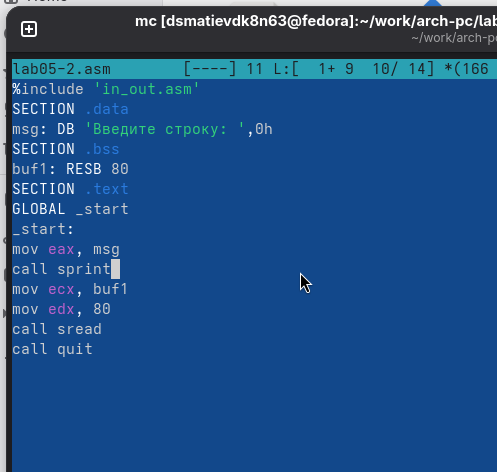 mc [dsmatievdk8n63@fedora]:~/work/arch-pc/lab
~/work/arch-pc
lab05-2.asm [----] 11 L:[ 1+ 9 10/ 14] *(166
%include 'in_out.asm'
SECTION .data
msg: DB 'Введите строку: ',0h
SECTION .bss
buf1: RESB 80
SECTION .text
GLOBAL _start
_start:
mov eax, msg
call sprint
mov ecx, buf1
mov edx, 80
call sread
call quit